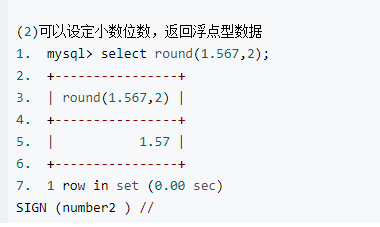 (2)可以设定小数位数，返回浮点型数据
1. mysql> select round(1.567,2);
2. +----------------+
3. | round(1.567,2) |
4. +----------------+
5. |           1.57 |
6. +----------------+
7. 1 row in set (0.00 sec)
SIGN (number2 ) //